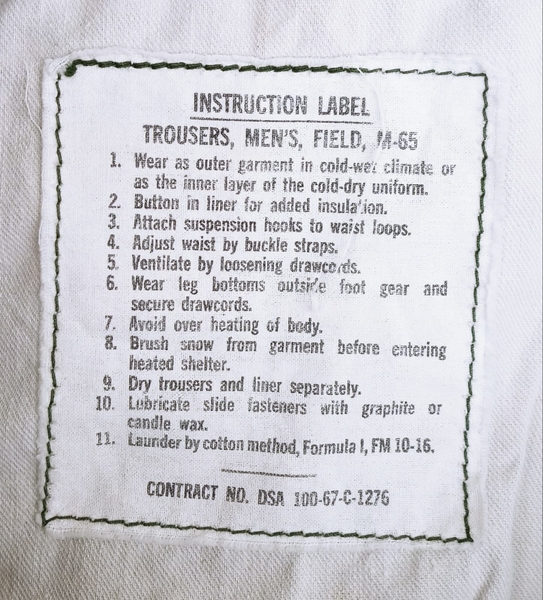 INSTRUCTION LABEL
TROUSERS, MEN'S, FIELD, M-65
1. Wear as outer garment in cold-wet climate or
as the inner layer of the cold-dry uniform.
2. Button in liner for added insulation.
3. Attach suspension hooks to waist loops.
4. Adjust waist by buckle straps.
5. Ventilate by loosening drawcords.
6. Wear leg bottoms outside foot gear and
secure drawcords.
7. Avoid over heating of body.
8. Brush snow from garment before entering
heated shelter.
9. Dry trousers and liner separately.
10. Lubricate slide fasteners with graphite or
candle wax.
11. Launder by cotton method, Formula I, FM 10-16.
CONTRACT NO. DSA 100-67-C-1276